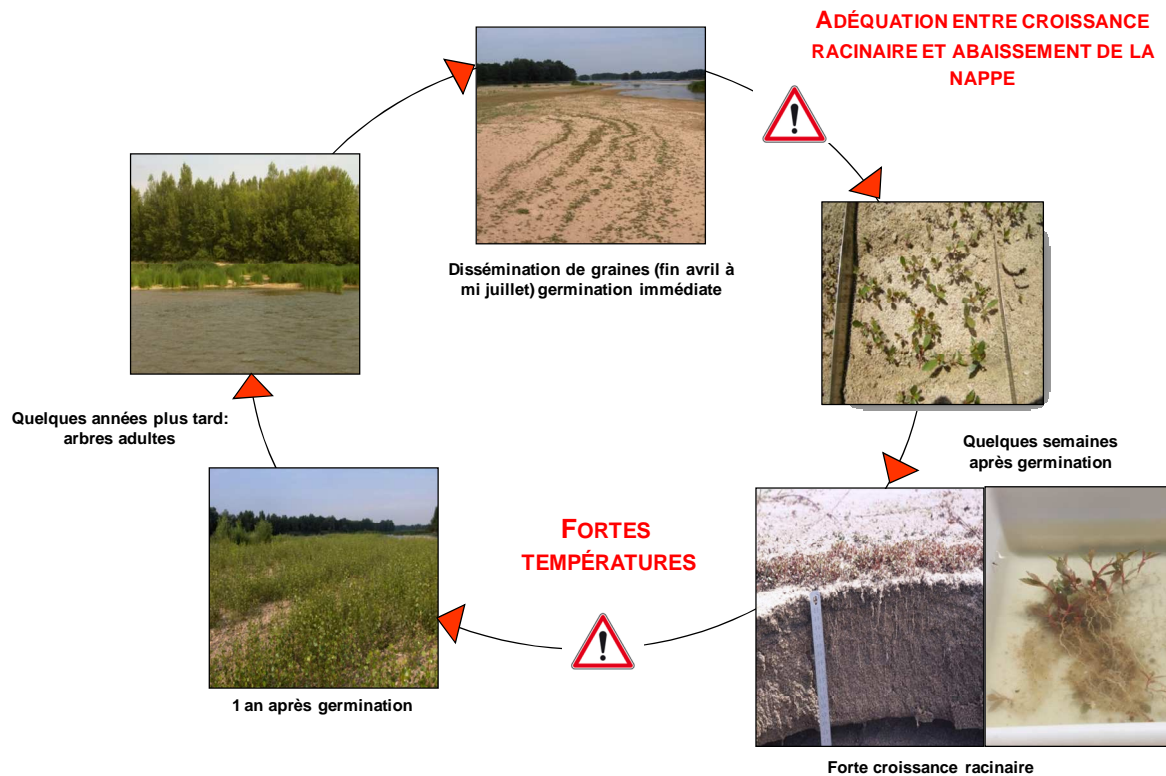 ADÉQUATION ENTRE CROISSANCE
RACINAIRE ET ABAISSEMENT DE LA
NAPPE
Dissémination de graines (fin avril à
mi juillet) germination immédiate
Quelques semaines
après germination
Forte croissance racinaire
FORTES
TEMPÉRATURES
1 an après germination
Quelques années plus tard:
arbres adultes